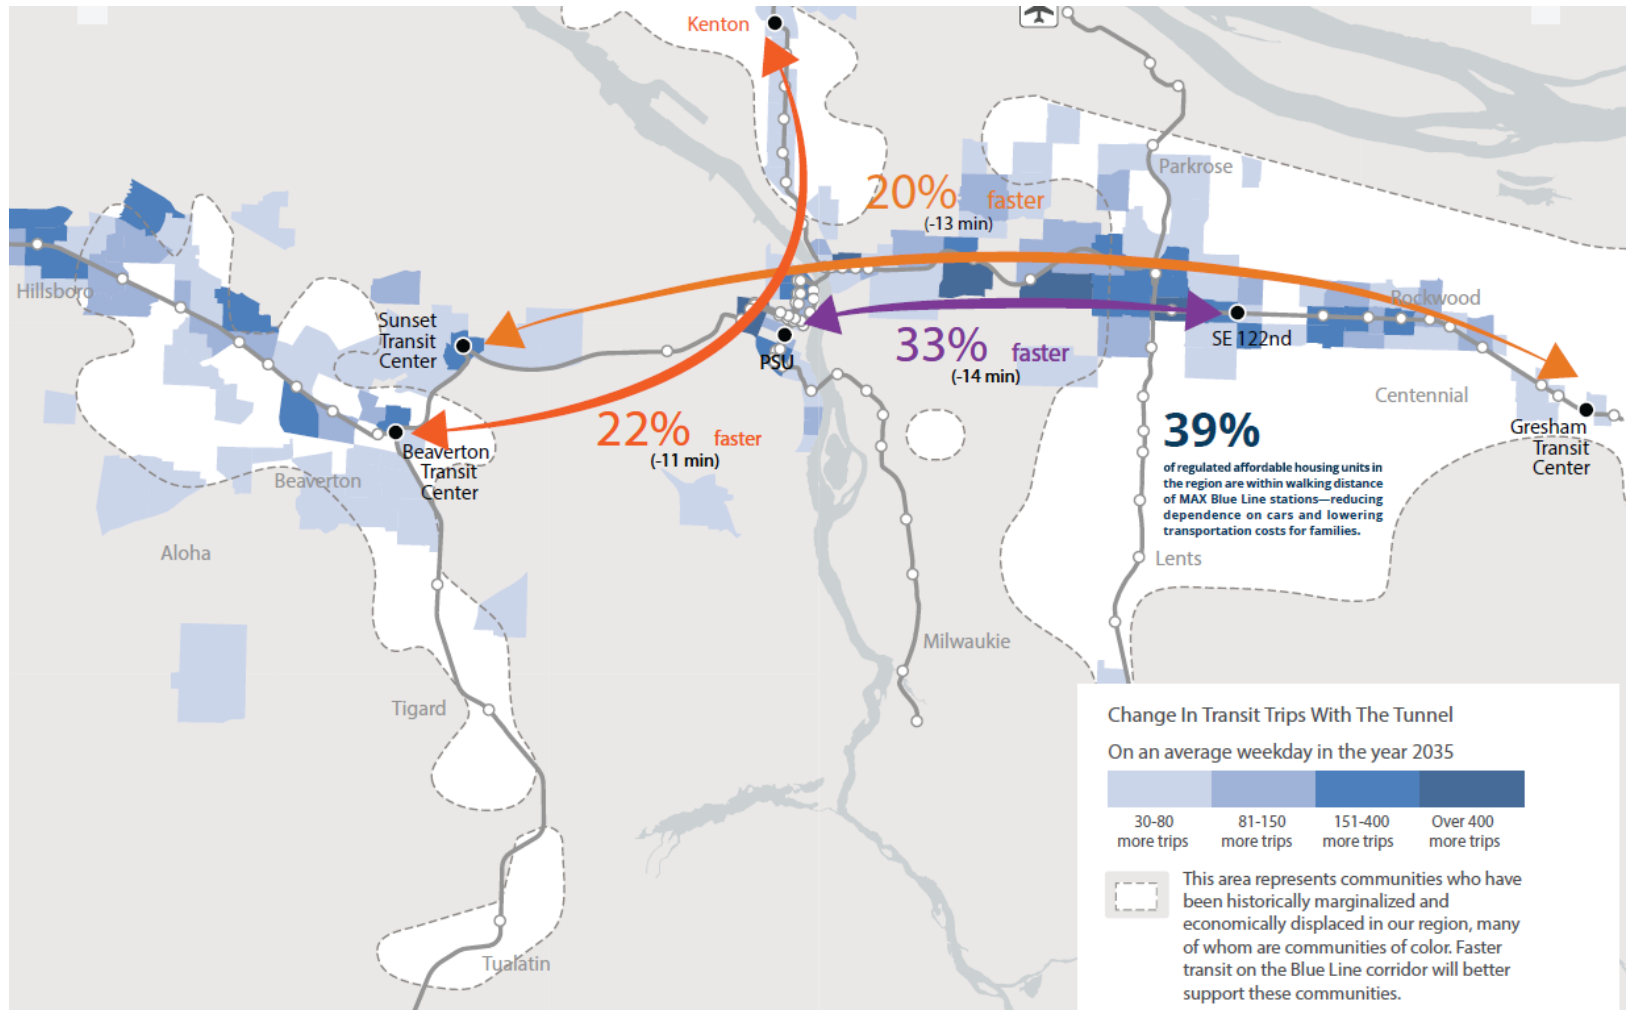 Kenton
Parkrose
20% faster
(-13 min)
Hillsboro
Sunset
Transit
Center
Rockwood
SE 122nd
PSU
33% faster
(-14 min)
Centennial
22% faster
(-11 min)
Gresham
Transit
Center
Beaverton
Transit
Center
Beaverton
39%
of regulated affordable housing units in
the region are within walking distance
of MAX Blue Line stations—reducing
dependence on cars and lowering
transportation costs for families.
Aloha
Lents
Milwaukie
Tigard
Tualatin
Change In Transit Trips With The Tunnel
On an average weekday in the year 2035
30-80
more trips
81-150
more trips
151-400
more trips
Over 400
more trips
This area represents communities who have
been historically marginalized and
economically displaced in our region, many
of whom are communities of color. Faster
transit on the Blue Line corridor will better
support these communities.